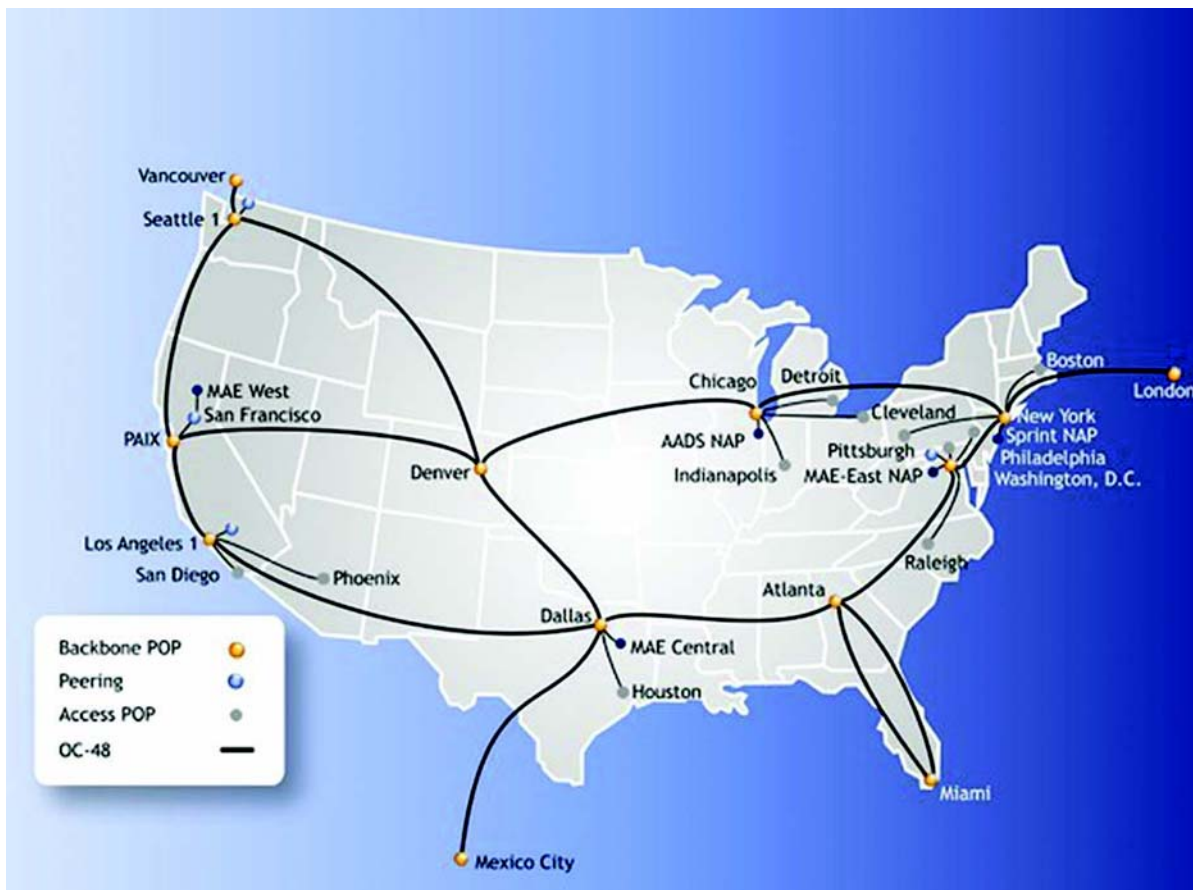 Vancouver
Seattle 1
MAE West
San Francisco
PAIX
Los Angeles 1
San Diego
Phoenix
Denver
Chicago
Detroit
AADS NAP
Indianapolis
Cleveland
Pittsburgh
MAE-East NAP
Boston
London
New York
Sprint NAP
Philadelphia
Washington, D.C.
Raleigh
Atlanta
Dallas
MAE Central
Houston
Miami
Mexico City
Backbone POP
Peering
Access POP
OC-48